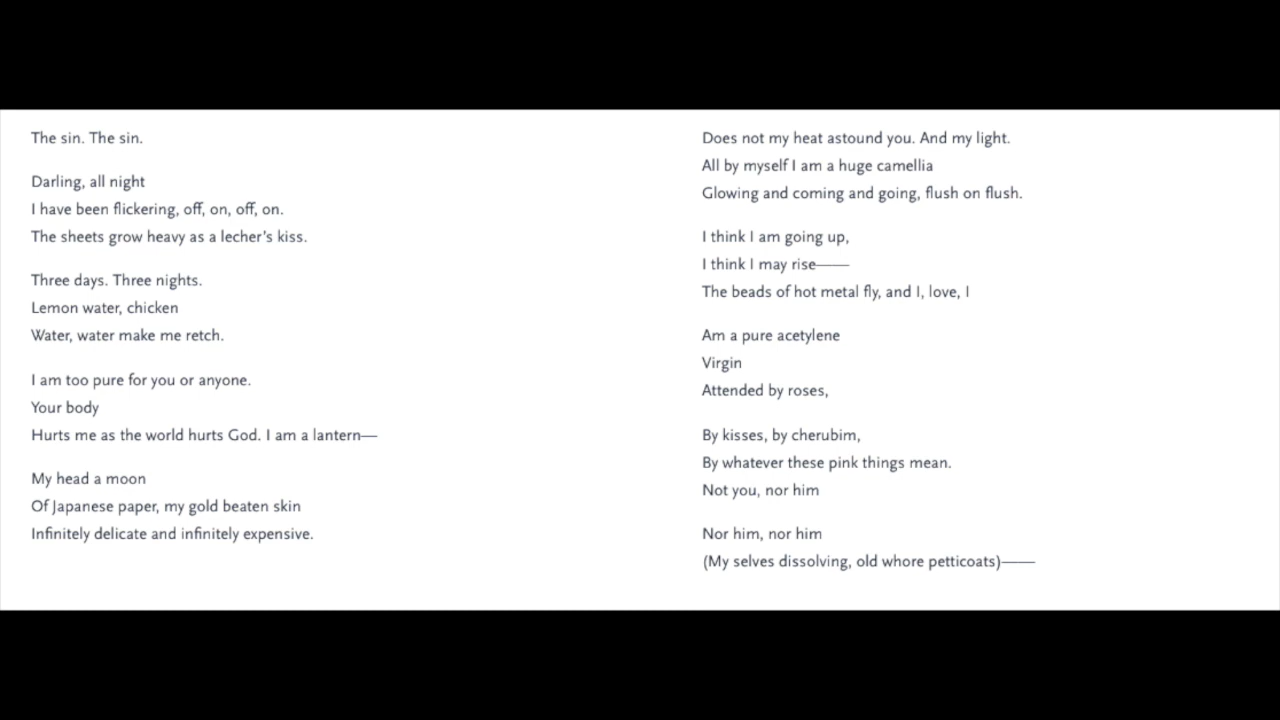 The sin. The sin.
Darling, all night
I have been flickering, off, on, off, on.
The sheets grow heavy as a lecher's kiss.
Three days. Three nights.
Lemon water, chicken
Water, water make me retch.
I am too pure for you or anyone.
Your body
Hurts me as the world hurts God. I am a lantern—
My head a moon
Of Japanese paper, my gold beaten skin
Infinitely delicate and infinitely expensive.
Does not my heat astound you. And my light.
All by myself I am a huge camellia
Glowing and coming and going, flush on flush.
I think I am going up,
I think I may rise——
The beads of hot metal fly, and I, love, I
Am a pure acetylene
Virgin
Attended by roses,
By kisses, by cherubim,
By whatever these pink things mean.
Not you, nor him
Nor him, nor him
(My selves dissolving, old whore petticoats)——